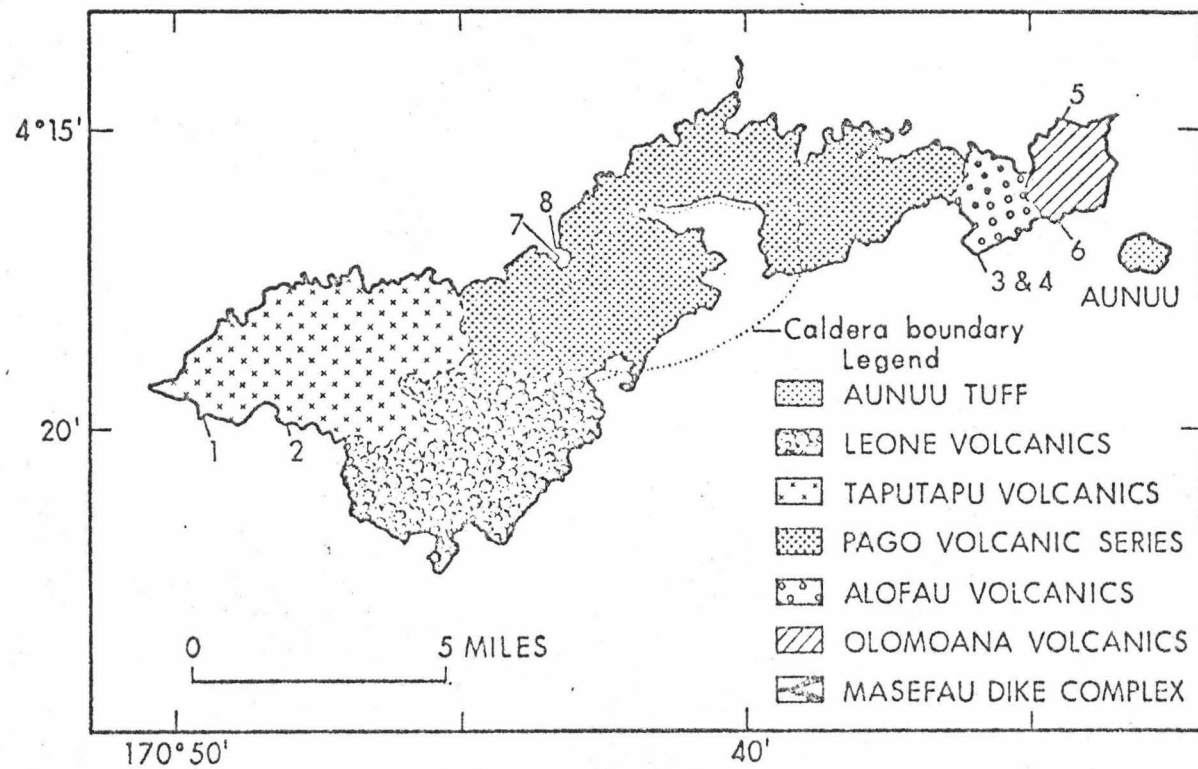 4°15'
5
8
7
6
3 & 4
AUNUU
Caldera boundary
Legend
AUNUU TUFF
20'
1
2
LEONE VOLCANICS
TAPUTAPU VOLCANICS
PAGO VOLCANIC SERIES
ALOFAU VOLCANICS
0 5 MILES
OLOMOANA VOLCANICS
MASEFAU DIKE COMPLEX
170°50'
40'